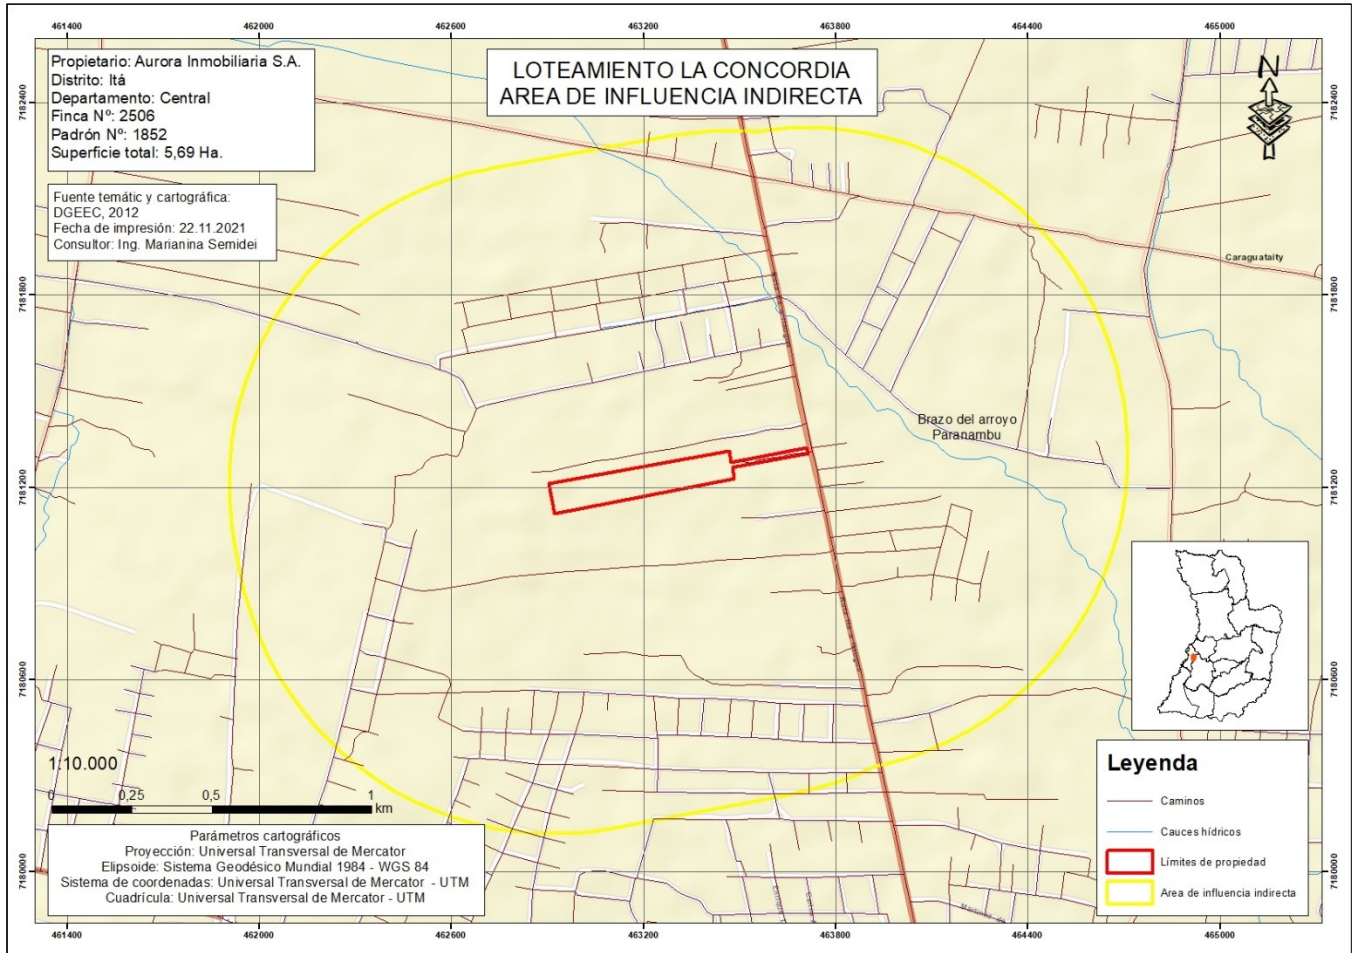 461400 462000 462600 463200 463800 464400 465000
Propietario: Aurora Inmobiliaria S.A.
Distrito: Itá
Departamento: Central
Finca Nº: 2506
Padrón Nº: 1852
Superficie total: 5,69 Ha.
LOTEAMIENTO LA CONCORDIA
AREA DE INFLUENCIA INDIRECTA
N
7182400
7182400
Fuente temátic y cartográfica:
DGEEC, 2012
Fecha de impresión: 22.11.2021
Consultor: Ing. Marianina Semidei
Caraguataity
7181800
7181800
Brazo del arroyo
Paranambu
7181200
7181200
7180600
7180600
1:10.000
0 0,25 0,5 1
km
Leyenda
Caminos
Cauces hídricos
Límites de propiedad
Area de influencia indirecta
Parámetros cartográficos
Proyección: Universal Transversal de Mercator
Elipsoide: Sistema Geodésico Mundial 1984 - WGS 84
Sistema de coordenadas: Universal Transversal de Mercator - UTM
Cuadrícula: Universal Transversal de Mercator - UTM
7180000
7180000
461400 462000 462600 463200 463800 464400 465000